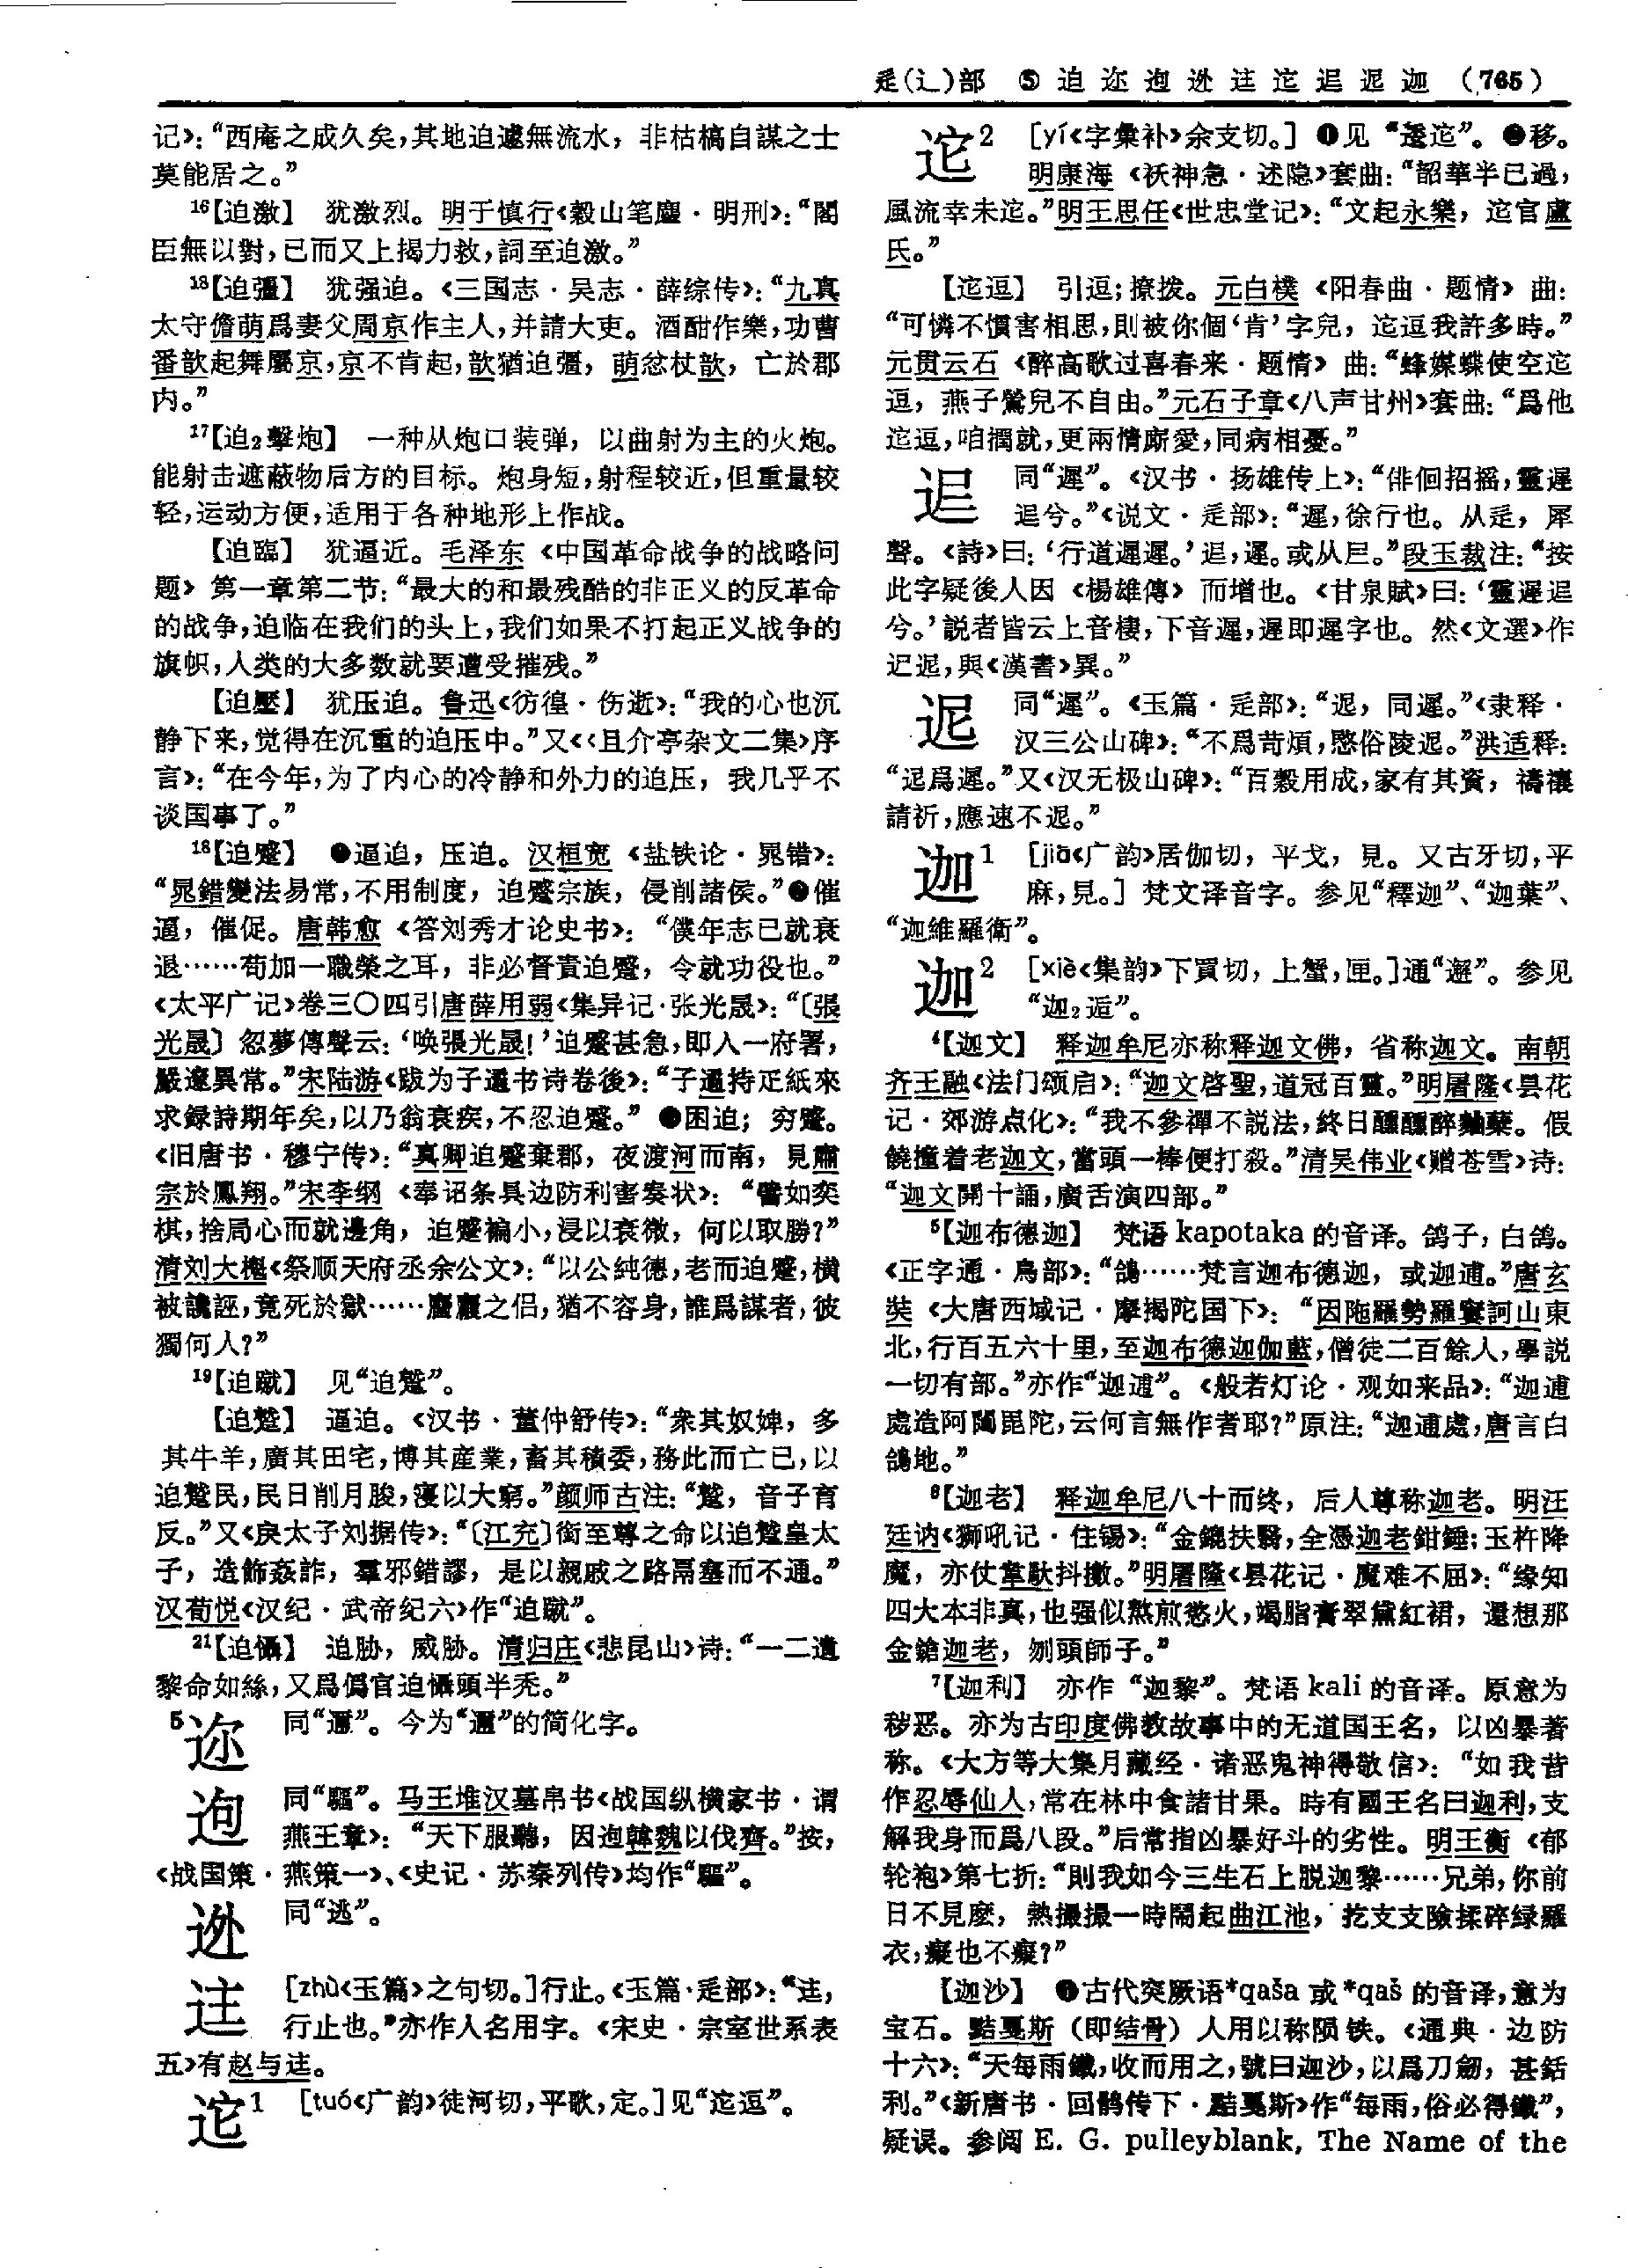 辵(辶)部 ⑤ 迫 迩 迿 逊 迬 迱 𨒈 迡 迦 (765)
记》：“西庵之成久矣，其地迫遽無流水，非枯槁自謀之士
莫能居之。”
16【迫激】 犹激烈。明于慎行《穀山笔麈·明刑》：“閣
臣無以對，已而又上揭力救，詞至迫激。”
16【迫彊】 犹强迫。《三国志·吴志·薛综传》：“九真
太守儋萌爲妻父周京作主人，并請大吏。酒酣作樂，功曹
番歆起舞屬京，京不肯起，歆猶迫彊，萌忿杖歆，亡於郡
内。”
17【迫2擊炮】 一种从炮口装弹，以曲射为主的火炮。
能射击遮蔽物后方的目标。炮身短，射程较近，但重量较
轻，运动方便，适用于各种地形上作战。
【迫臨】 犹逼近。毛泽东《中国革命战争的战略问
题》第一章第二节：“最大的和最残酷的非正义的反革命
的战争，迫临在我们的头上，我们如果不打起正义战争的
旗帜，人类的大多数就要遭受摧残。”
【迫壓】 犹压迫。鲁迅《彷徨·伤逝》：“我的心也沉
静下来，觉得在沉重的迫压中。”又《〈且介亭杂文二集〉序
言》：“在今年，为了内心的冷静和外力的迫压，我几乎不
谈国事了。”
18【迫蹙】 ❶逼迫，压迫。汉桓宽《盐铁论·晁错》：
“晁錯變法易常，不用制度，迫蹙宗族，侵削諸侯。”❷催
逼，催促。唐韩愈《答刘秀才论史书》：“僕年志已就衰
退……苟加一職榮之耳，非必督責迫蹙，令就功役也。”
《太平广记》卷三〇四引唐薛用弱《集异记·张光晟》：“〔張
光晟〕忽夢傳聲云：‘唤張光晟！’迫蹙甚急，即入一府署，
嚴邃異常。”宋陆游《跋为子遹书诗卷後》：“子遹持疋紙來
求録詩期年矣，以乃翁衰疾，不忍迫蹙。” ❸困迫；穷蹙。
《旧唐书·穆宁传》：“真卿迫蹙棄郡，夜渡河而南，見肅
宗於鳳翔。”宋李纲《奉诏条具边防利害奏状》：“譬如奕
棋，捨局心而就邊角，迫蹙褊小，浸以衰微，何以取勝？”
清刘大櫆《祭顺天府丞余公文》：“以公純德，老而迫蹙，横
被譏誣，竟死於獄……麏麚之侣，猶不容身，誰爲謀者，彼
獨何人？”
19【迫蹴】 见“迫蹵”。
【迫蹵】 逼迫。《汉书·董仲舒传》：“衆其奴婢，多
其牛羊，廣其田宅，博其産業，畜其積委，務此而亡已，以
迫蹵民，民日削月朘，寖以大窮。”颜师古注：“蹵，音子育
反。”又《戾太子刘据传》：“〔江充〕銜至尊之命以迫蹵皇太
子，造飾姦詐，羣邪錯謬，是以親戚之路鬲塞而不通。”
汉荀悦《汉纪·武帝纪六》作“迫蹴”。
21【迫懾】 迫胁，威胁。清归庄《悲昆山》诗：“一二遺
黎命如絲，又爲僞官迫懾頭半秃。”
5迩 同“邇”。今为“邇”的简化字。
迿 同“驅”。马王堆汉墓帛书《战国纵横家书·谓
燕王章》：“天下服聽，因迿韓魏以伐齊。”按，
《战国策·燕策一》、《史记·苏秦列传》均作“驅”。
逊 同“逃”。
迬 [zhù《玉篇》之句切。]行止。《玉篇·辵部》：“迬，
行止也。”亦作人名用字。《宋史·宗室世系表
五》有赵与迬。
迱1 [tuó《广韵》徒河切，平歌，定。]见“迱逗”。
迱2 [yí《字彙补》余支切。] ❶见“逶迱”。❷移。
明康海《袄神急·述隐》套曲：“韶華半已過，
風流幸未迱。”明王思任《世忠堂记》：“文起永樂，迱官盧
氏。”
【迱逗】 引逗；撩拨。元白樸《阳春曲·题情》曲：
“可憐不慣害相思，則被你個‘肯’字兒，迱逗我許多時。”
元贯云石《醉高歌过喜春来·题情》曲：“蜂媒蝶使空迱
逗，燕子鶯兒不自由。”元石子章《八声甘州》套曲：“爲他
迱逗，咱撋就，更兩情厮愛，同病相憂。”
𨒈 同“遲”。《汉书·扬雄传上》：“俳佪招摇，靈遟
𨒈兮。”《说文·辵部》：“遲，徐行也。从辵，犀
聲。《詩》曰：‘行道遲遲。’𨒈，遲。或从𡰥。”段玉裁注：“按
此字疑後人因《楊雄傳》而增也。《甘泉賦》曰：‘靈遟𨒈
兮。’説者皆云上音棲，下音遲，遟即遲字也。然《文選》作
迉迡，與《漢書》異。”
迡 同“遲”。《玉篇·辵部》：“迡，同遲。”《隶释·
汉三公山碑》：“不爲苛煩，愍俗陵迡。”洪适释：
“迡爲遲。”又《汉无极山碑》：“百穀用成，家有其資，禱禳
請祈，應速不迡。”
迦1 [jiā《广韵》居伽切，平戈，見。又古牙切，平
麻，見。] 梵文译音字。参见“釋迦”、“迦葉”、
“迦維羅衛”。
迦2 [xiè《集韵》下買切，上蟹，匣。]通“邂”。参见
“迦2逅”。
4【迦文】 释迦牟尼亦称释迦文佛，省称迦文。南朝
齐王融《法门颂启》：“迦文啓聖，道冠百靈。”明屠隆《昙花
记·郊游点化》：“我不參禪不説法，終日醺醺醉麯蘖。假
饒撞着老迦文，當頭一棒便打殺。”清吴伟业《赠苍雪》诗：
“迦文開十誦，廣舌演四部。”
5【迦布德迦】 梵语 kapotaka 的音译。鸽子，白鸽。
《正字通·鳥部》：“鴿……梵言迦布德迦，或迦逋。”唐玄
奘《大唐西域记·摩揭陀国下》：“因陁羅勢羅窶訶山東
北，行百五六十里，至迦布德迦伽藍，僧徒二百餘人，學説
一切有部。”亦作“迦逋”。《般若灯论·观如来品》：“迦逋
處造阿闥毘陀，云何言無作者耶？”原注：“迦逋處，唐言白
鴿地。”
6【迦老】 释迦牟尼八十而终，后人尊称迦老。明汪
廷讷《狮吼记·住锡》：“金鎞扶翳，全憑迦老鉗錘；玉杵降
魔，亦仗韋馱抖擻。”明屠隆《昙花记·魔难不屈》：“缘知
四大本非真，也强似熬煎慾火，竭脂膏翠黛紅裙，還想那
金鎗迦老，刎頭師子。”
7【迦利】 亦作“迦黎”。梵语 kali 的音译。原意为
秽恶。亦为古印度佛教故事中的无道国王名，以凶暴著
称。《大方等大集月藏经·诸恶鬼神得敬信》：“如我昔
作忍辱仙人，常在林中食諸甘果。時有國王名曰迦利，支
解我身而爲八段。”后常指凶暴好斗的劣性。明王衡《郁
轮袍》第七折：“則我如今三生石上脱迦黎……兄弟，你前
日不見麽，熱撮撮一時鬧起曲江池，扢支支險揉碎緑羅
衣，癡也不癡？”
【迦沙】 ❶古代突厥语*qaša 或*qaš 的音译，意为
宝石。黠戛斯（即结骨）人用以称陨铁。《通典·边防
十六》：“天每雨鐵，收而用之，號曰迦沙，以爲刀劒，甚銛
利。”《新唐书·回鹘传下·黠戛斯》作“每雨，俗必得鐵”，
疑误。参阅 E. G. pulleyblank, The Name of the